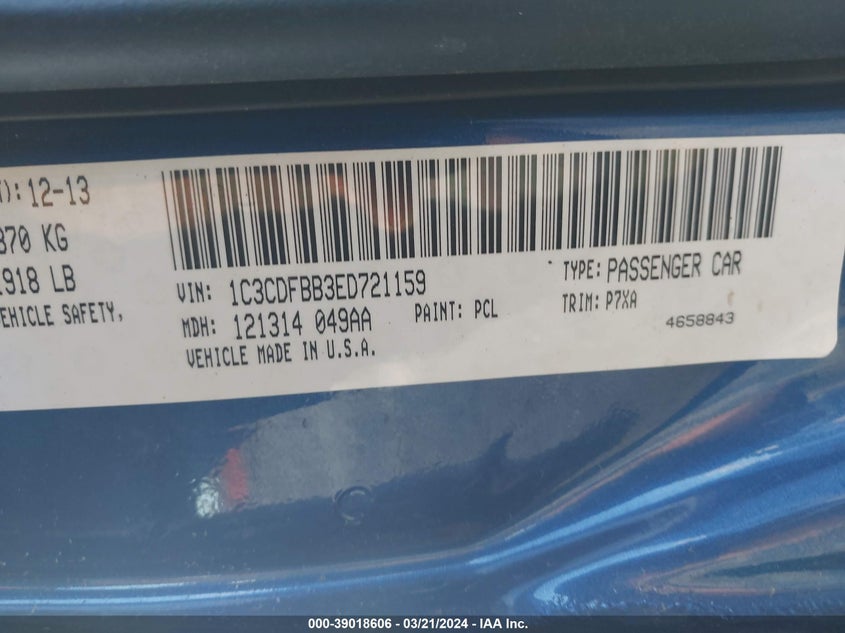 ): 12-13
870 KG
918 LB
VEHICLE SAFETY,
VIN: 1C3CDFBB3ED721159
TYPE: PASSENGER CAR
MDH: 121314 049AA
PAINT: PCL
TRIM: P7XA
VEHICLE MADE IN U.S.A.
4658843
000-39018606 - 03/21/2024 - IAA Inc.